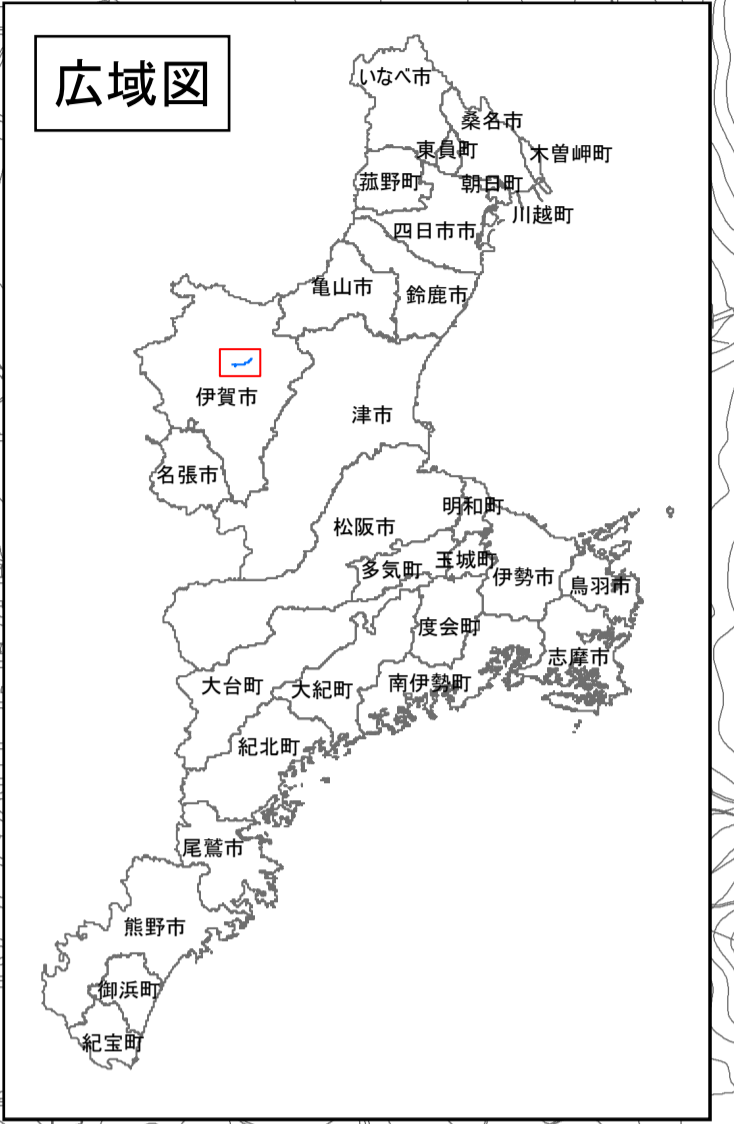 広域図
いなべ市
桑名市
東員町
木曽岬町
菰野町
朝日町
川越町
四日市市
亀山市
鈴鹿市
伊賀市
津市
名張市
明和町
松阪市
玉城町
多気町
伊勢市
鳥羽市
度会町
志摩市
大台町
大紀町
南伊勢町
紀北町
尾鷲市
熊野市
御浜町
紀宝町